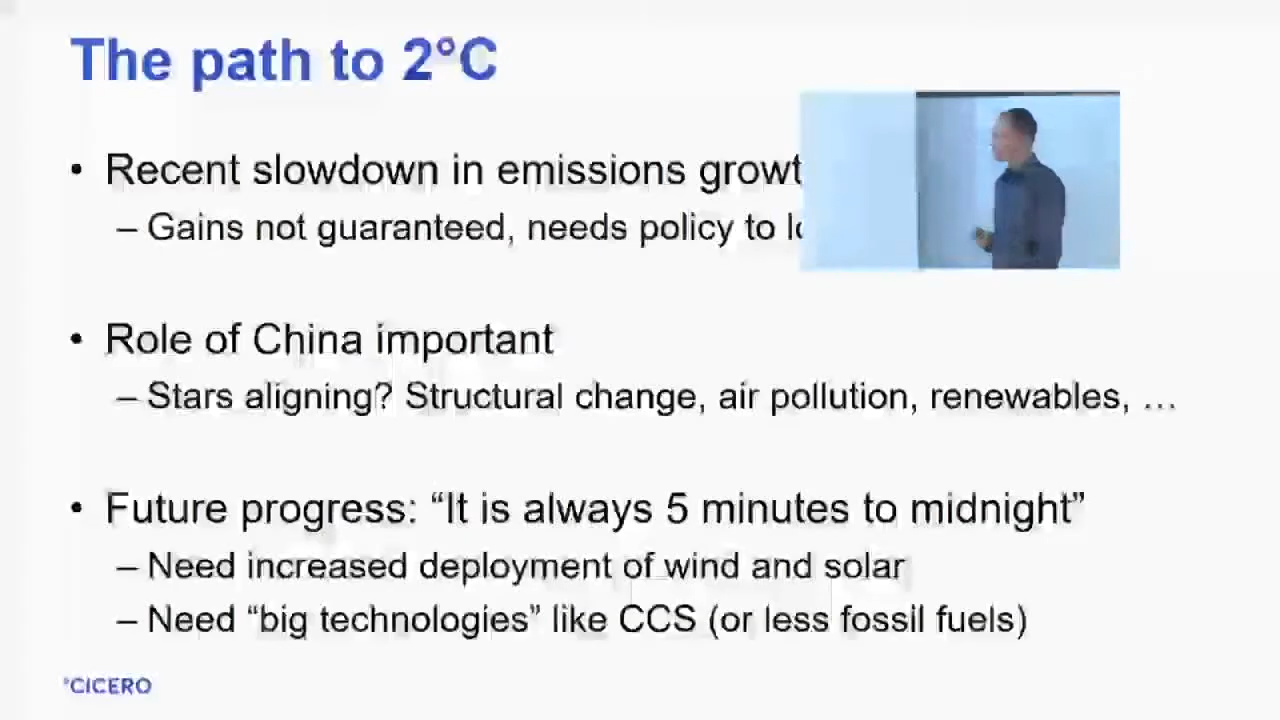 The path to 2°C
• Recent slowdown in emissions growt
– Gains not guaranteed, needs policy to lo
• Role of China important
– Stars aligning? Structural change, air pollution, renewables, …
• Future progress: “It is always 5 minutes to midnight”
– Need increased deployment of wind and solar
– Need “big technologies” like CCS (or less fossil fuels)
°CICERO